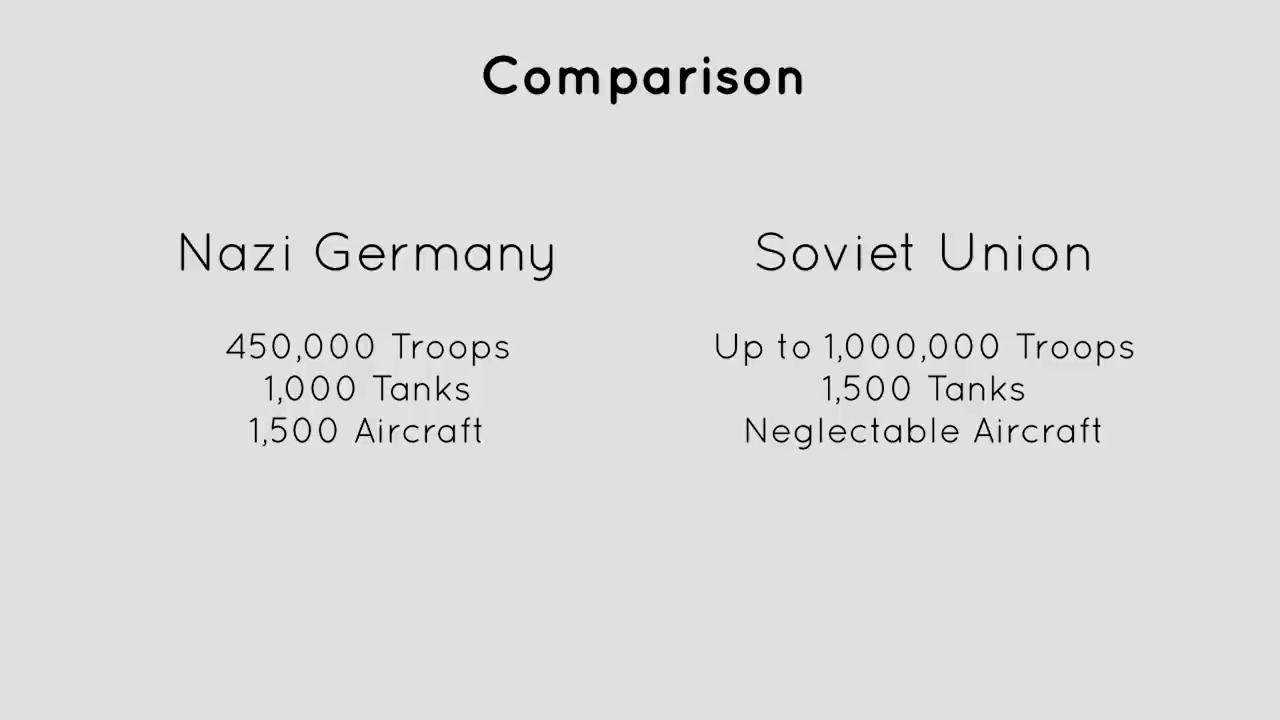 Comparison
Nazi Germany
450,000 Troops
1,000 Tanks
1,500 Aircraft
Soviet Union
Up to 1,000,000 Troops
1,500 Tanks
Neglectable Aircraft